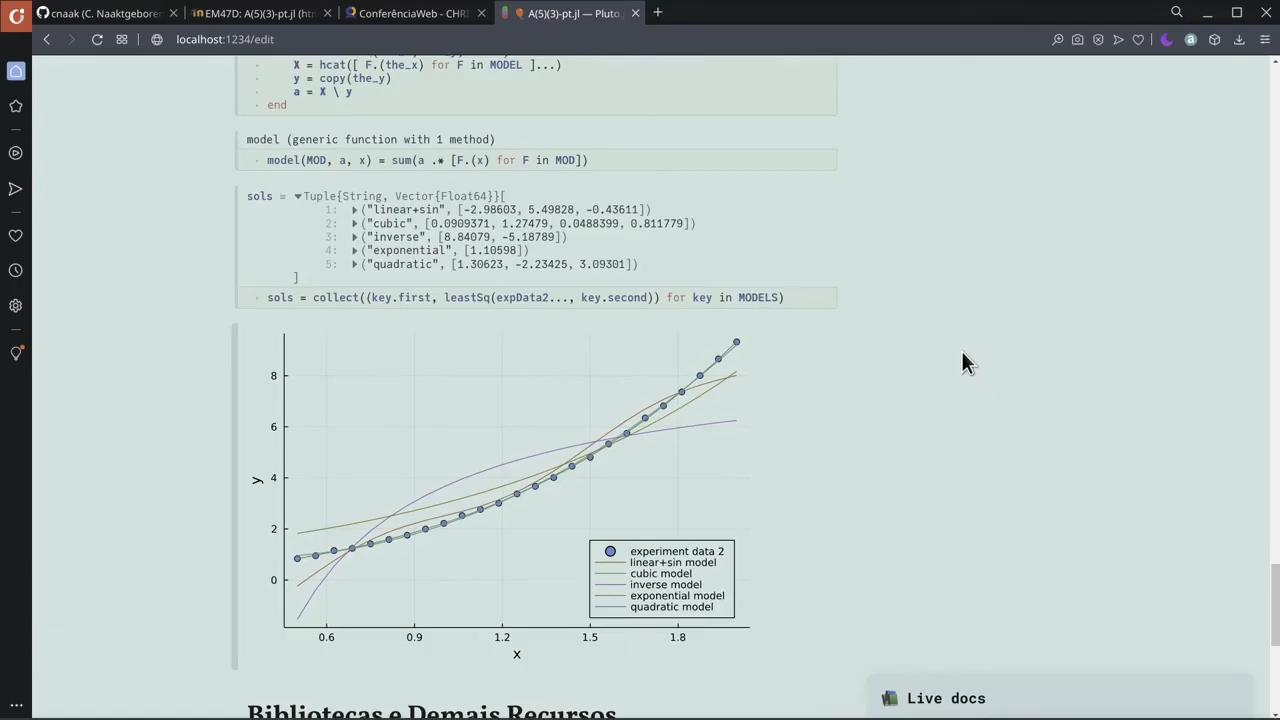 cnaak (C. Naaktgeboren
EM47D: A(5)(3)-pt.jl (htt
ConferênciaWeb - CHRI
A(5)(3)-pt.jl — Pluto.
localhost:1234/edit
X = hcat([ F.(the_x) for F in MODEL ]...)
y = copy(the_y)
a = X \ y
end
model (generic function with 1 method)
model(MOD, a, x) = sum(a .* [F.(x) for F in MOD])
sols = ▼Tuple{String, Vector{Float64}}[
1: ▶("linear+sin", [-2.98603, 5.49828, -0.43611])
2: ▶("cubic", [0.0909371, 1.27479, 0.0488399, 0.811779])
3: ▶("inverse", [8.84079, -5.18789])
4: ▶("exponential", [1.10598])
5: ▶("quadratic", [1.30623, -2.23425, 3.09301])
]
sols = collect((key.first, leastSq(expData2..., key.second)) for key in MODELS)
8
6
4
2
0
y
experiment data 2
linear+sin model
cubic model
inverse model
exponential model
quadratic model
0.6 0.9 1.2 1.5 1.8
x
Bibliotecas e Demais Recursos
Live docs